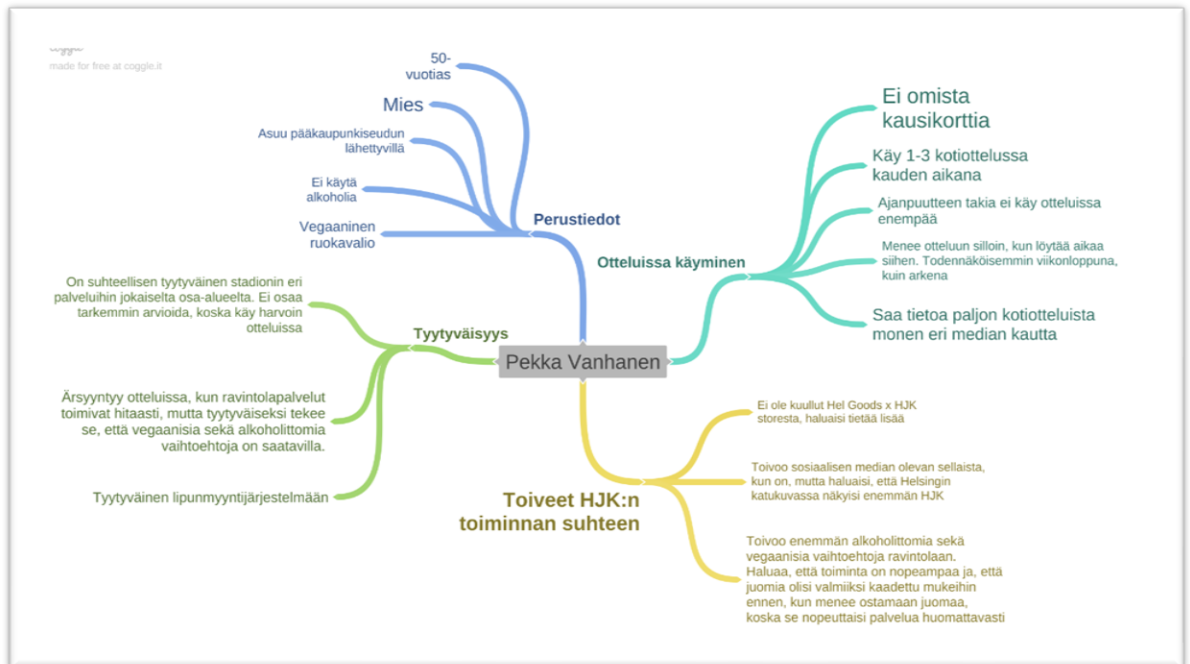 coggle
made for free at coggle.it
50-
vuotias
Mies
Asuu pääkaupunkiseudun
lähettyvillä
Ei käytä
alkoholia
Vegaaninen
ruokavalio
Perustiedot
Ei omista
kausikorttia
Käy 1-3 kotiottelussa
kauden aikana
Ajanpuutteen takia ei käy otteluissa
enempää
Menee otteluun silloin, kun löytää aikaa
siihen. Todennäköisemmin viikonloppuna,
kuin arkena
Saa tietoa paljon kotiotteluista
monen eri median kautta
Otteluissa käyminen
On suhteellisen tyytyväinen stadionin eri
palveluihin jokaiselta osa-alueelta. Ei osaa
tarkemmin arvioida, koska käy harvoin
otteluissa
Tyytyväisyys
Ärsyyntyy otteluissa, kun ravintolapalvelut
toimivat hitaasti, mutta tyytyväiseksi tekee
se, että vegaanisia sekä alkoholittomia
vaihtoehtoja on saatavilla.
Tyytyväinen lipunmyyntijärjestelmään
Pekka Vanhanen
Toiveet HJK:n
toiminnan suhteen
Ei ole kuullut Hel Goods x HJK
storesta, haluaisi tietää lisää
Toivoo sosiaalisen median olevan sellaista,
kun on, mutta haluaisi, että Helsingin
katukuvassa näkyisi enemmän HJK
Toivoo enemmän alkoholittomia sekä
vegaanisia vaihtoehtoja ravintolaan.
Haluaa, että toiminta on nopeampaa ja, että
juomia olisi valmiiksi kaadettu mukeihin
ennen, kun menee ostamaan juomaa,
koska se nopeuttaisi palvelua huomattavasti